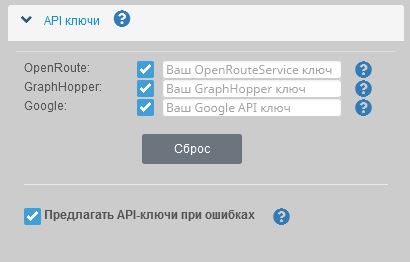 API ключи ?
OpenRoute: Ваш OpenRouteService ключ ?
GraphHopper: Ваш GraphHopper ключ ?
Google: Ваш Google API ключ ?
Сброс
Предлагать API-ключи при ошибках ?